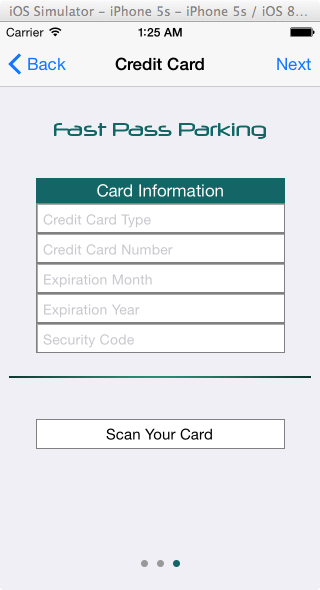 iOS Simulator – iPhone 5s – iPhone 5s / iOS 8...
Carrier 1:25 AM
Back Credit Card Next
Fast Pass Parking
Card Information
Credit Card Type
Credit Card Number
Expiration Month
Expiration Year
Security Code
Scan Your Card